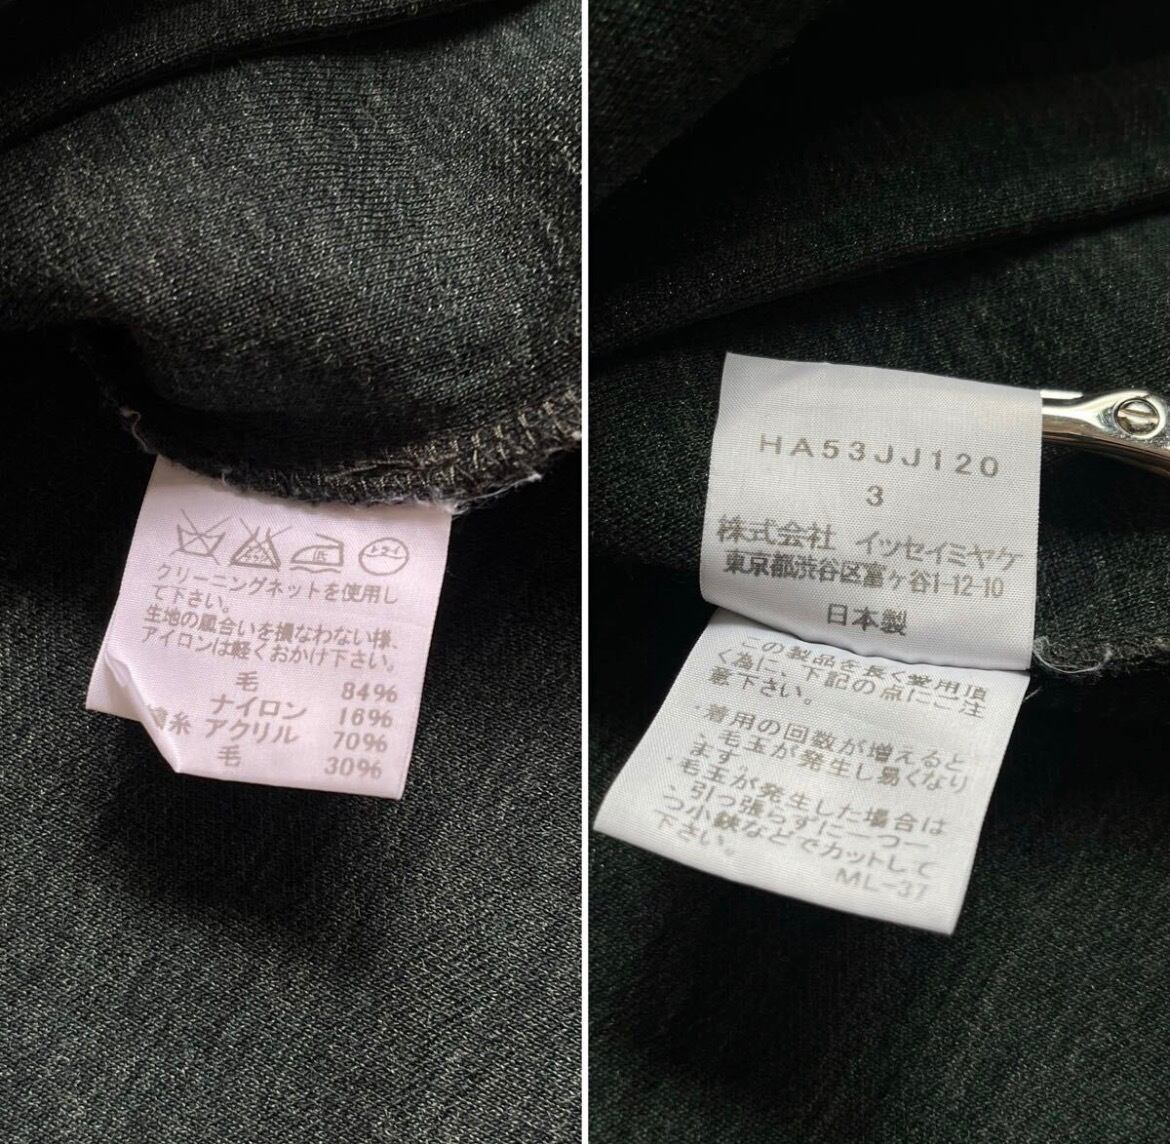 ドライ
クリーニングネットを使用し
て下さい。
生地の風合いを損なわない様、
アイロンは軽くおかけ下さい。
毛 84%
ナイロン 16%
糸 アクリル 70%
毛 30%
HA53JJ120
3
株式会社 イッセイミヤケ
東京都渋谷区富ヶ谷1-12-10
日本製
この製品を長く愛用頂
く為に、下記の点にご注
意下さい。
・着用の回数が増えると
、毛玉が発生し易くなり
ます。
・毛玉が発生した場合は
、引っ張らずに一つ一
つ小鋏などでカットして
下さい。
ML-37